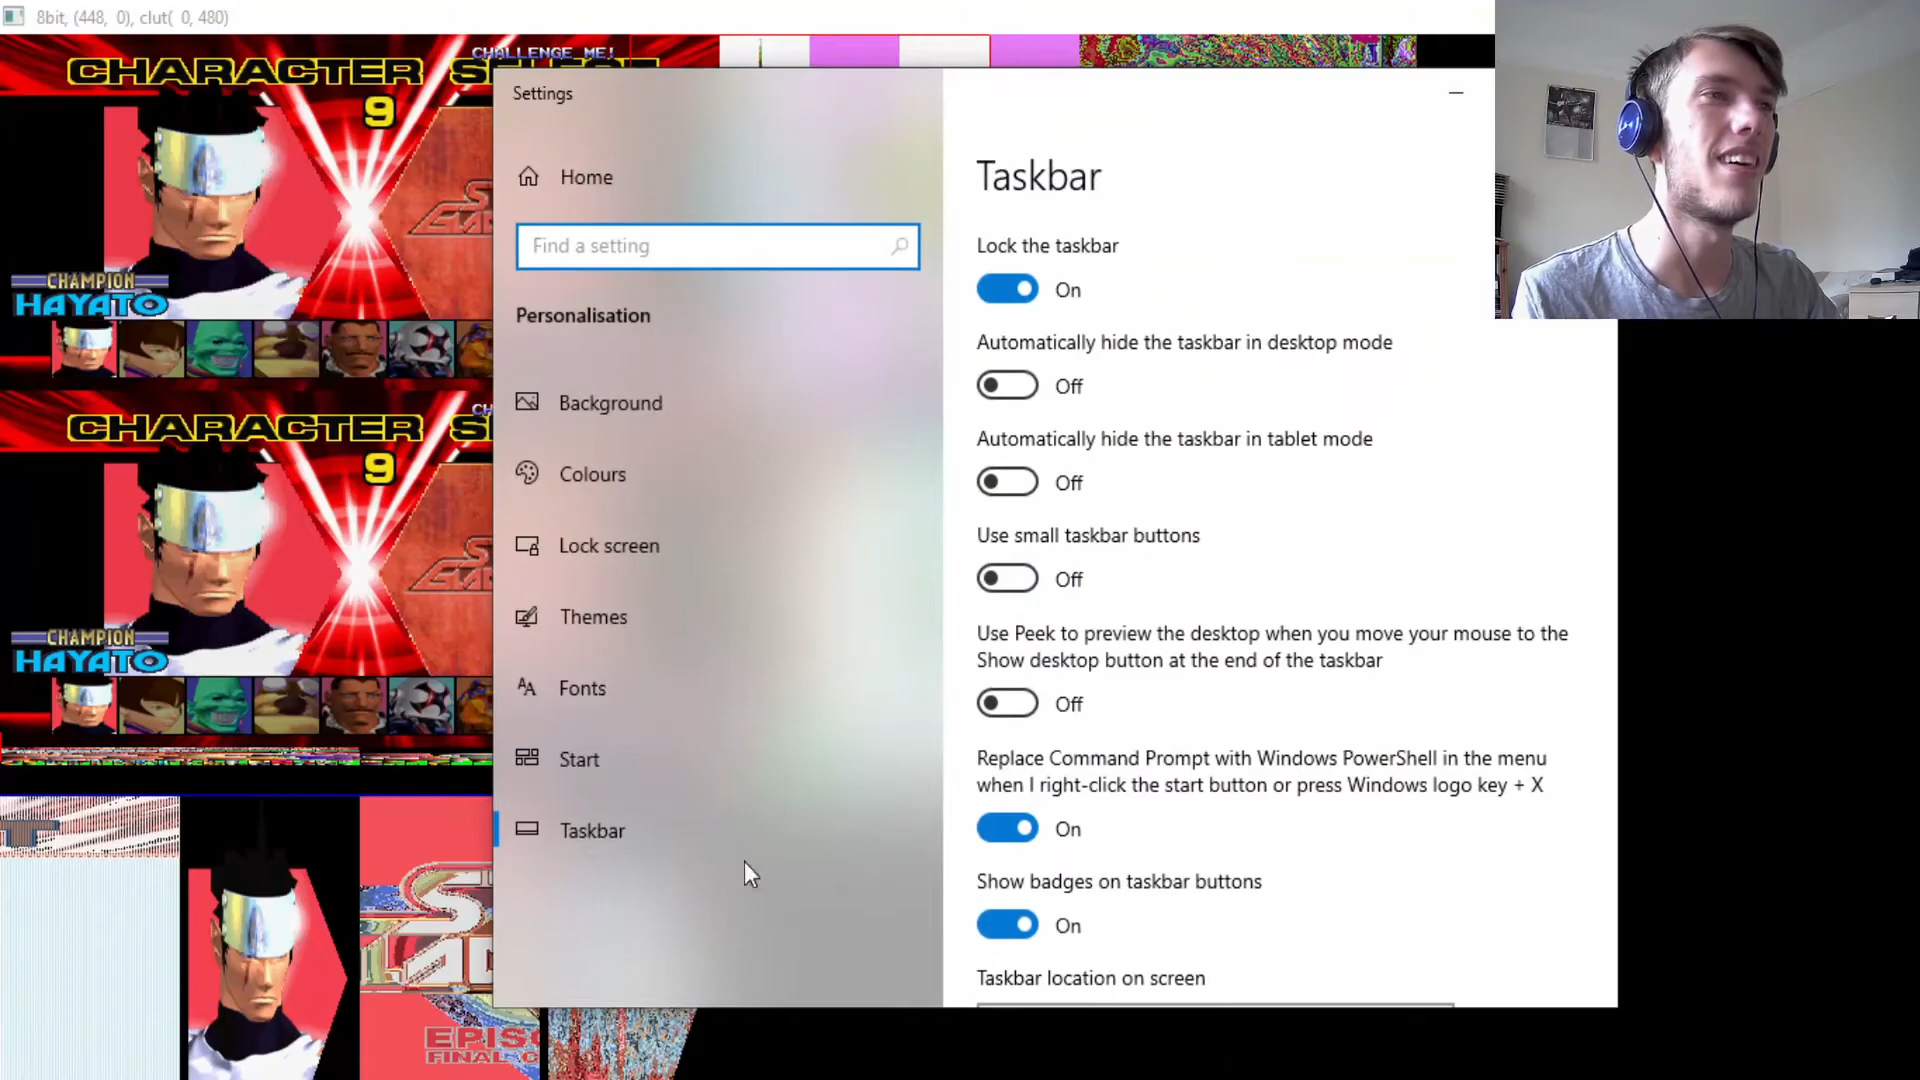 8bit, (448, 0), clut( 0, 480)
CHALLENGE ME!
CHARACTER
9
CHAMPION
HAYATO
CHARACTER
9
CHAMPION
HAYATO
EPIS
FINAL
Settings
Home
Find a setting
Personalisation
Background
Colours
Lock screen
Themes
Fonts
Start
Taskbar
Taskbar
Lock the taskbar
On
Automatically hide the taskbar in desktop mode
Off
Automatically hide the taskbar in tablet mode
Off
Use small taskbar buttons
Off
Use Peek to preview the desktop when you move your mouse to the
Show desktop button at the end of the taskbar
Off
Replace Command Prompt with Windows PowerShell in the menu
when I right-click the start button or press Windows logo key + X
On
Show badges on taskbar buttons
On
Taskbar location on screen